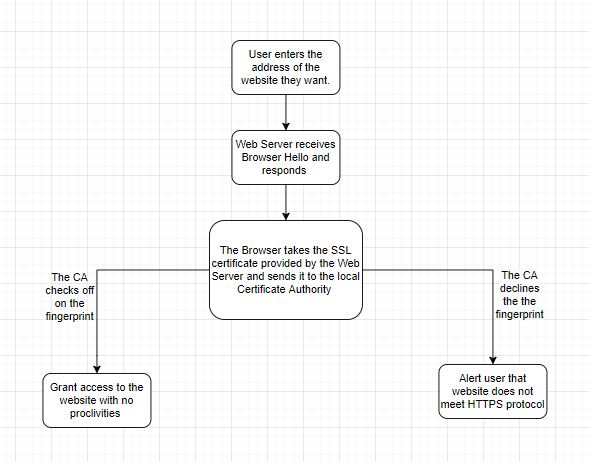 User enters the
address of the
website they want.
Web Server receives
Browser Hello and
responds
The Browser takes the SSL
certificate provided by the Web
Server and sends it to the local
Certificate Authority
The CA
checks off
on the
fingerprint
The CA
declines
the the
fingerprint
Grant access to the
website with no
proclivities
Alert user that
website does not
meet HTTPS protocol